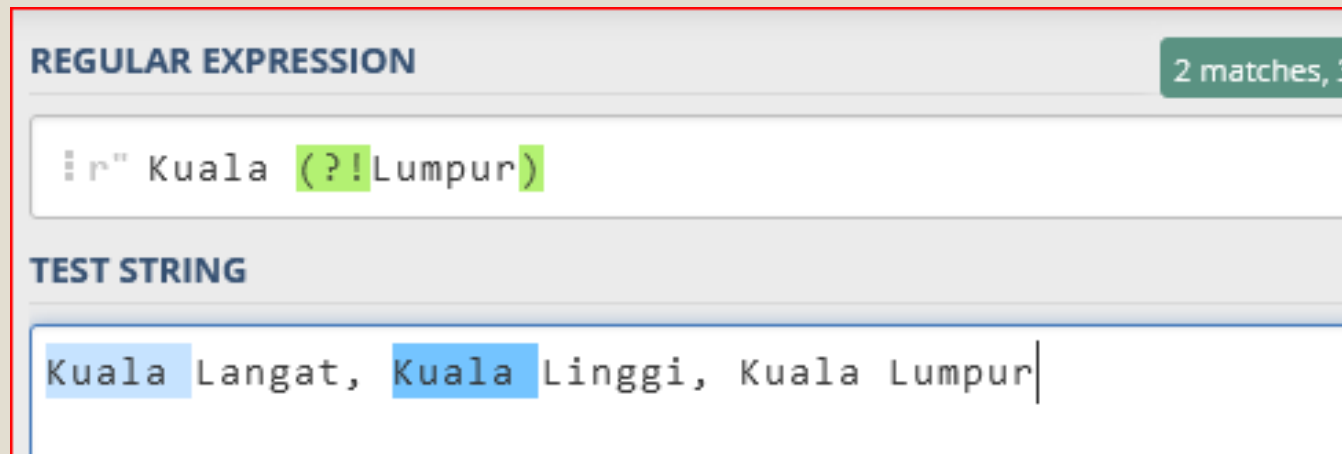 REGULAR EXPRESSION
2 matches,
r" Kuala (?!Lumpur)
TEST STRING
Kuala Langat, Kuala Linggi, Kuala Lumpur